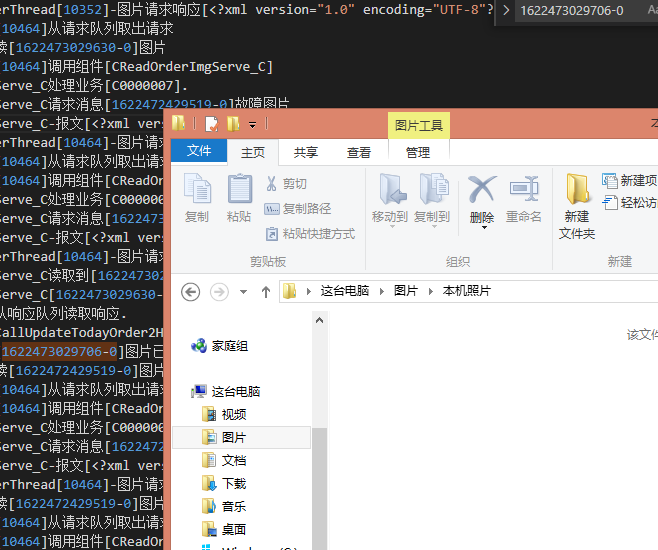 erThread[10352]-图片请求响应[<?xml version="1.0" encoding="UTF-8"?
1622473029706-0
[10464]从请求队列取出请求
读[1622473029630-0]图片
[10464]调用组件[CReadOrderImgServe_C]
Serve_C处理业务[C0000007].
Serve_C请求消息[1622472429519-0]故障图片
Serve_C-报文[<?xml vers
erThread[10464]-图片请
[10464]从请求队列取出请求
[10464]调用组件[CReadOr
Serve_C处理业务[C000000
Serve_C请求消息[1622473
Serve_C-报文[<?xml vers
erThread[10464]-图片请
Serve_C读取到[162247302
Serve_C[1622473029630-
从响应队列读取响应.
CallUpdateTodayOrder2H
1622473029706-0]图片已
读[1622472429519-0]图片
[10464]从请求队列取出请求
[10464]调用组件[CReadOr
Serve_C处理业务[C000000
Serve_C请求消息[162247
Serve_C-报文[<?xml vers
erThread[10464]-图片请
读[1622472429519-0]图片
[10464]从请求队列取出请求
[10464]调用组件[CReadOr
图片工具
文件 主页 共享 查看 管理
复制
粘贴
剪切
复制路径
粘贴快捷方式
剪贴板
移动到
复制到
删除
重命名
组织
新建
文件夹
新建项
轻松访
新建
这台电脑 图片 本机照片
该文件
家庭组
这台电脑
视频
图片
文档
下载
音乐
桌面